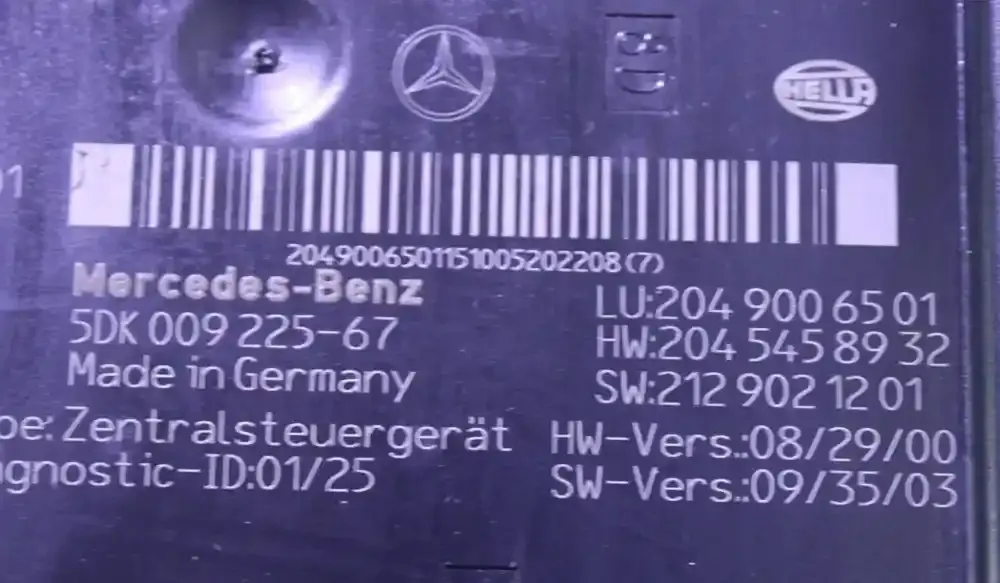 HELLA
01
2049006501151005202208(7)
Mercedes-Benz
LU:204 900 65 01
5DK 009 225-67
HW:204 545 89 32
Made in Germany
SW:212 902 12 01
pe: Zentralsteuergerät
HW-Vers.:08/29/00
agnostic-ID:01/25
SW-Vers.:09/35/03